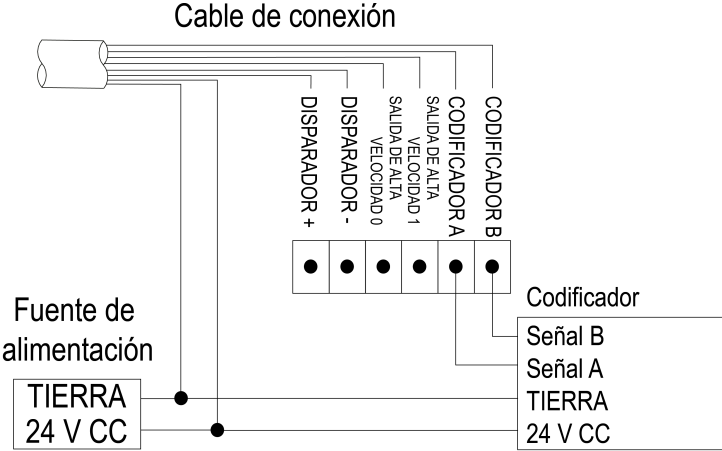 Cable de conexión
DISPARADOR +
DISPARADOR -
SALIDA DE ALTA
VELOCIDAD 0
SALIDA DE ALTA
VELOCIDAD 1
CODIFICADOR A
CODIFICADOR B
Codificador
Señal B
Señal A
TIERRA
24 V CC
Fuente de
alimentación
TIERRA
24 V CC